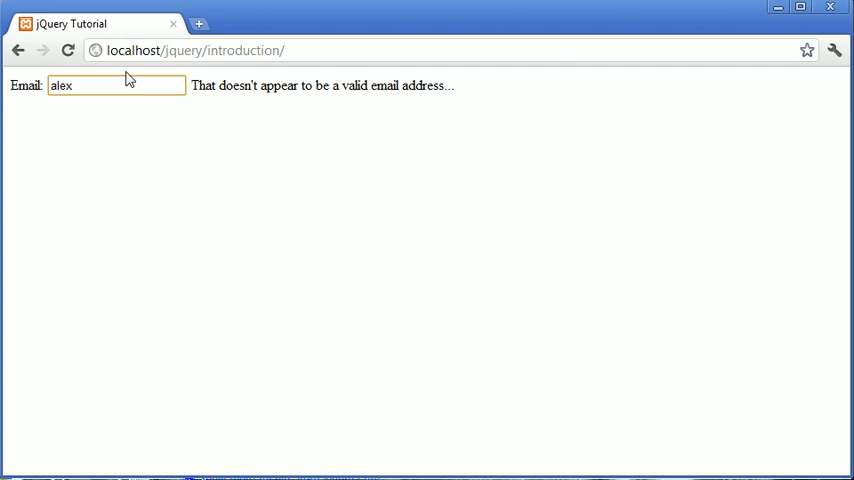 jQuery Tutorial
localhost/jquery/introduction/
Email: alex That doesn't appear to be a valid email address...